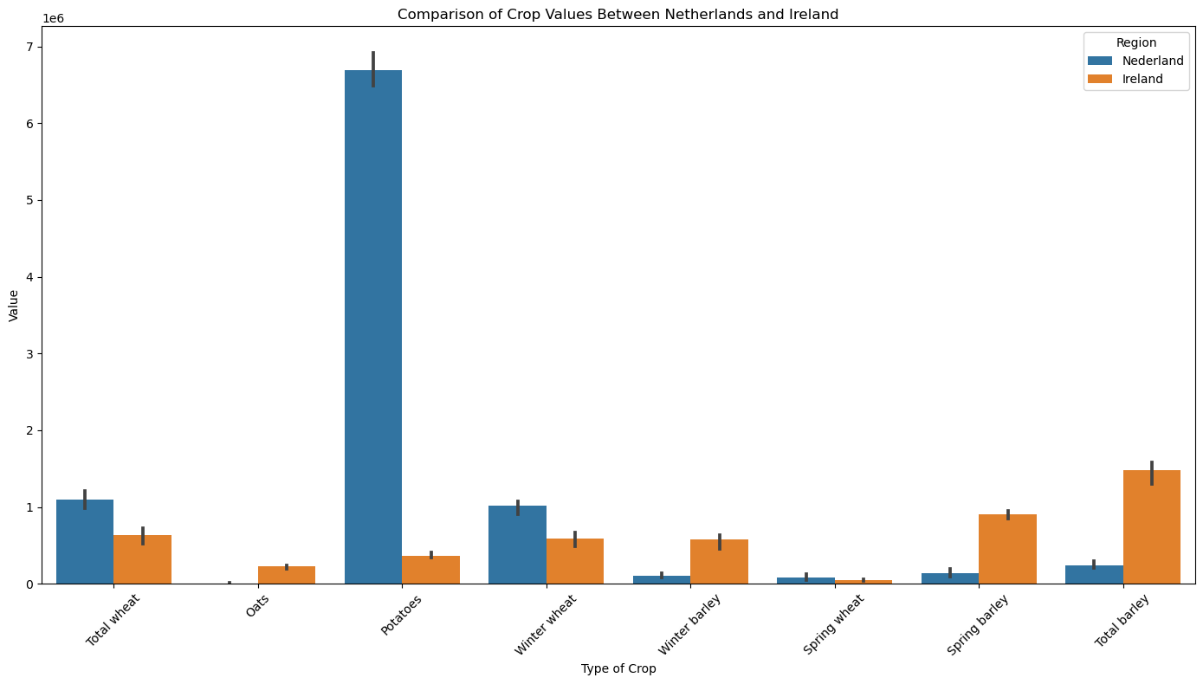 Comparison of Crop Values Between Netherlands and Ireland
1e6
7
6
5
4
3
2
1
0
Value
Region
Nederland
Ireland
Total wheat
Oats
Potatoes
Winter wheat
Winter barley
Spring wheat
Spring barley
Total barley
Type of Crop